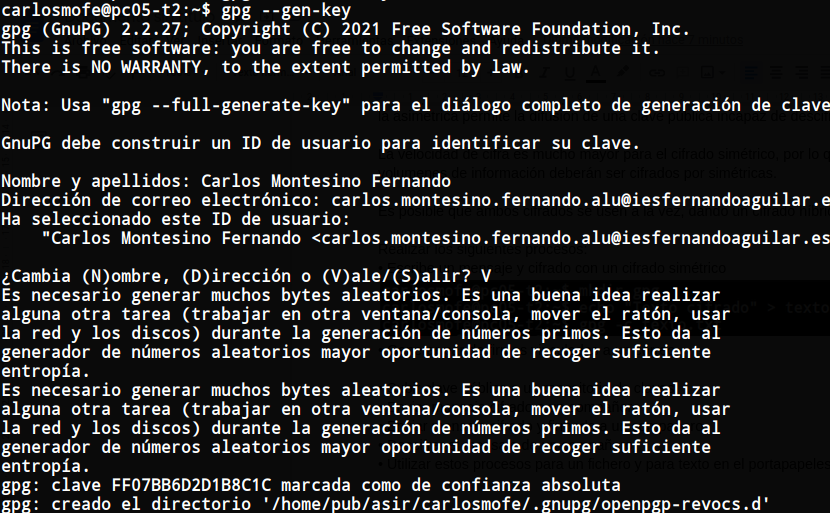 carlosmofe@pc05-t2:~$ gpg --gen-key
gpg (GnuPG) 2.2.27; Copyright (C) 2021 Free Software Foundation, Inc.
This is free software: you are free to change and redistribute it.
There is NO WARRANTY, to the extent permitted by law.
Nota: Usa "gpg --full-generate-key" para el diálogo completo de generación de clave
GnuPG debe construir un ID de usuario para identificar su clave.
Nombre y apellidos: Carlos Montesino Fernando
Dirección de correo electrónico: carlos.montesino.fernando.alu@iesfernandoaguilar.e
Ha seleccionado este ID de usuario:
"Carlos Montesino Fernando <carlos.montesino.fernando.alu@iesfernandoaguilar.es
¿Cambia (N)ombre, (D)irección o (V)ale/(S)alir? V
Es necesario generar muchos bytes aleatorios. Es una buena idea realizar
alguna otra tarea (trabajar en otra ventana/consola, mover el ratón, usar
la red y los discos) durante la generación de números primos. Esto da al
generador de números aleatorios mayor oportunidad de recoger suficiente
entropía.
Es necesario generar muchos bytes aleatorios. Es una buena idea realizar
alguna otra tarea (trabajar en otra ventana/consola, mover el ratón, usar
la red y los discos) durante la generación de números primos. Esto da al
generador de números aleatorios mayor oportunidad de recoger suficiente
entropía.
gpg: clave FF07BB6D2D1B8C1C marcada como de confianza absoluta
gpg: creado el directorio '/home/pub/asir/carlosmofe/.gnupg/openpgp-revocs.d'